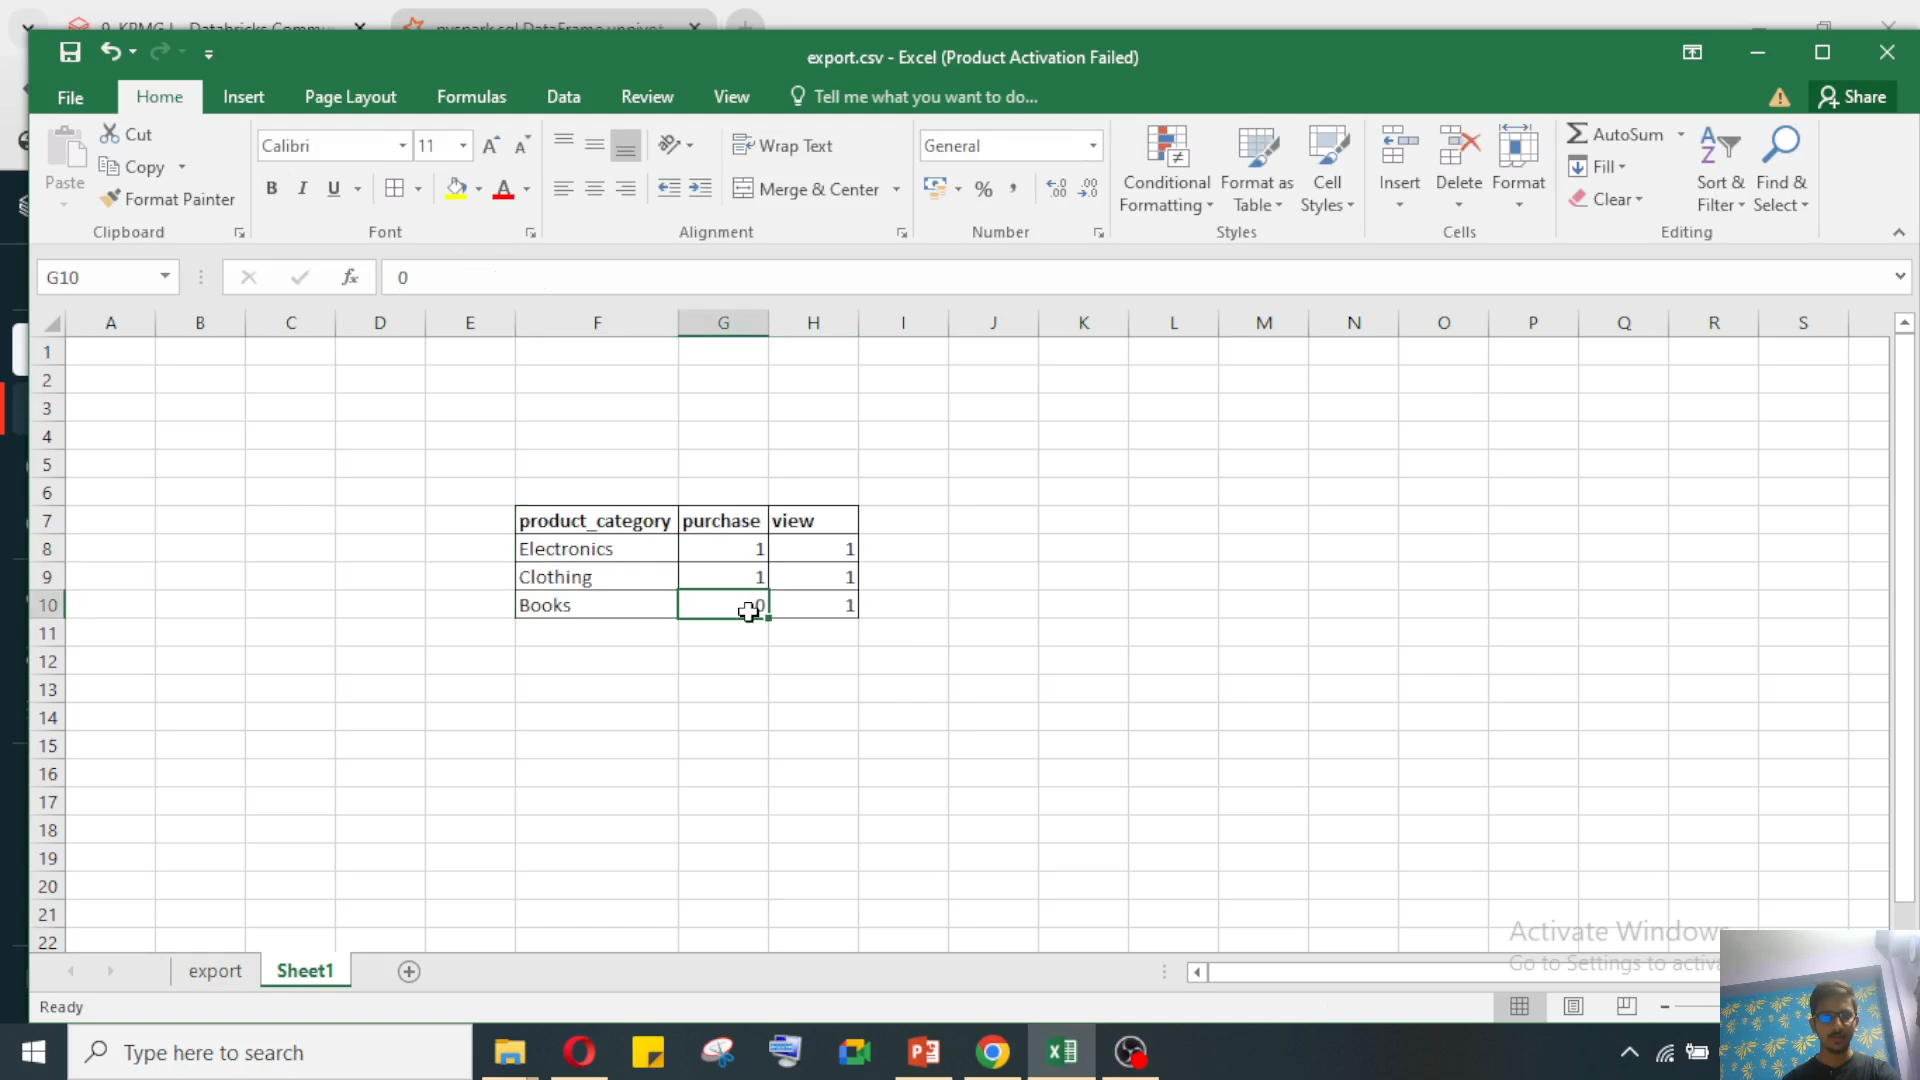 9. KPMG | - Databricks Commu
pyspark.sql.DataFrame.unpivot
export.csv - Excel (Product Activation Failed)
File Home Insert Page Layout Formulas Data Review View Tell me what you want to do... Share
Paste
Cut
Copy
Format Painter
Clipboard
Calibri 11
B I U A
Font
Wrap Text
Merge & Center
Alignment
General
% ,
Number
Conditional Formatting
Format as Table
Cell Styles
Styles
Insert Delete Format
Cells
AutoSum
Fill
Clear
Sort & Filter
Find & Select
Editing
G10 fx 0
A B C D E F G H I J K L M N O P Q R S
1
2
3
4
5
6
7 product_category purchase view
8 Electronics 1 1
9 Clothing 1 1
10 Books 0 1
11
12
13
14
15
16
17
18
19
20
21
22
Activate Windows
Go to Settings to activa
export Sheet1
Ready
Type here to search